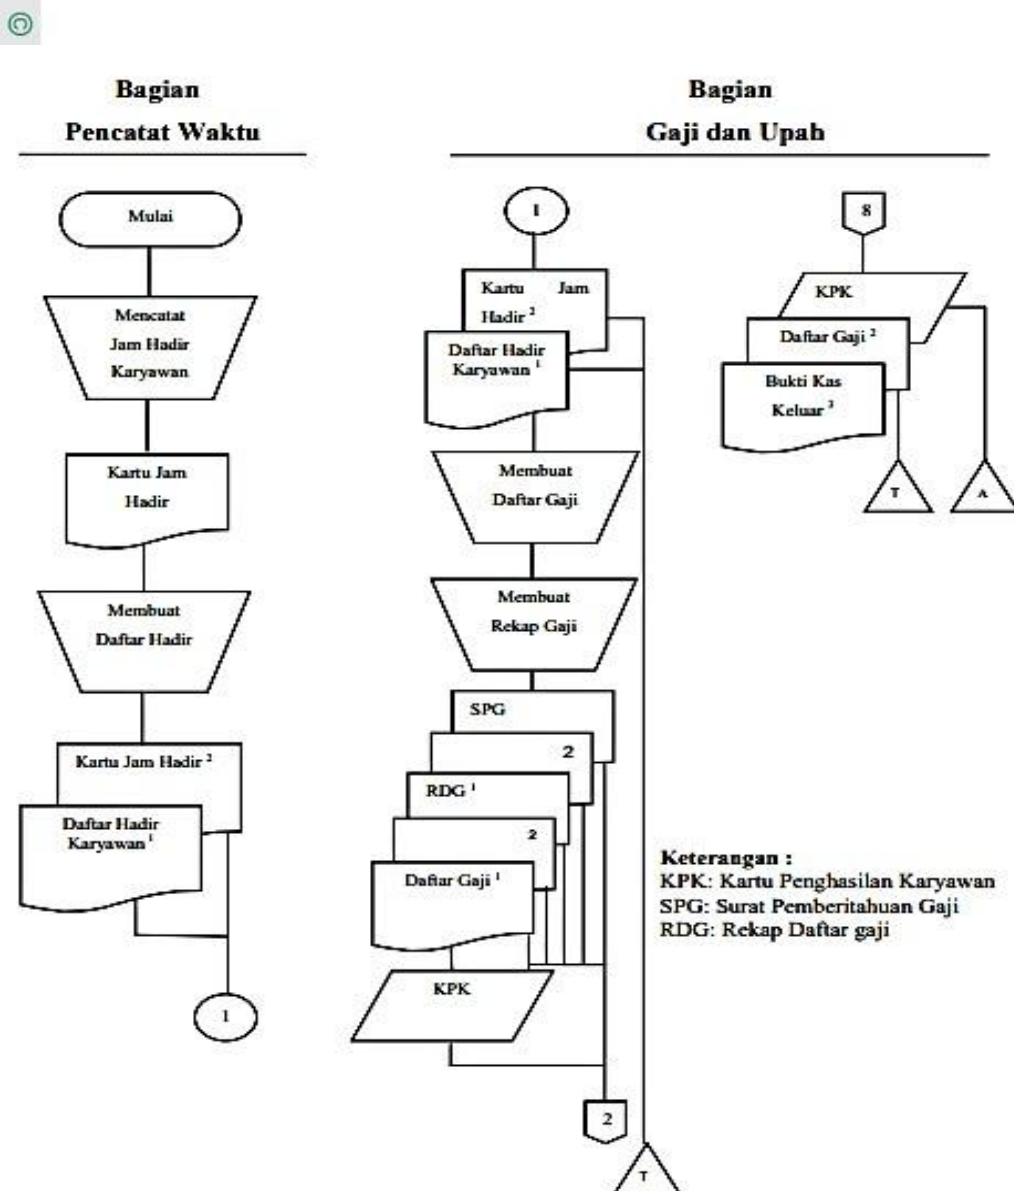 ©
Bagian
Pencatat Waktu
Mulai
Mencatat
Jam Hadir
Karyawan
Kartu Jam
Hadir
Membuat
Daftar Hadir
Kartu Jam Hadir ²
Daftar Hadir
Karyawan ¹
1
Bagian
Gaji dan Upah
1
Kartu Jam
Hadir ²
Daftar Hadir
Karyawan ¹
Membuat
Daftar Gaji
Membuat
Rekap Gaji
SPG
2
RDG ¹
2
Daftar Gaji ¹
KPK
2
T
8
KPK
Daftar Gaji ²
Bukti Kas
Keluar ³
T
A
Keterangan :
KPK: Kartu Penghasilan Karyawan
SPG: Surat Pemberitahuan Gaji
RDG: Rekap Daftar gaji